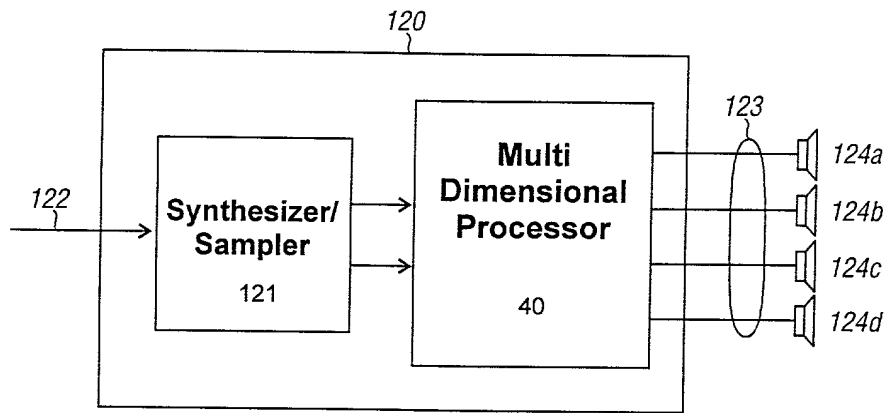 120
122
Synthesizer/
Sampler
121
Multi
Dimensional
Processor
40
123
124a
124b
124c
124d